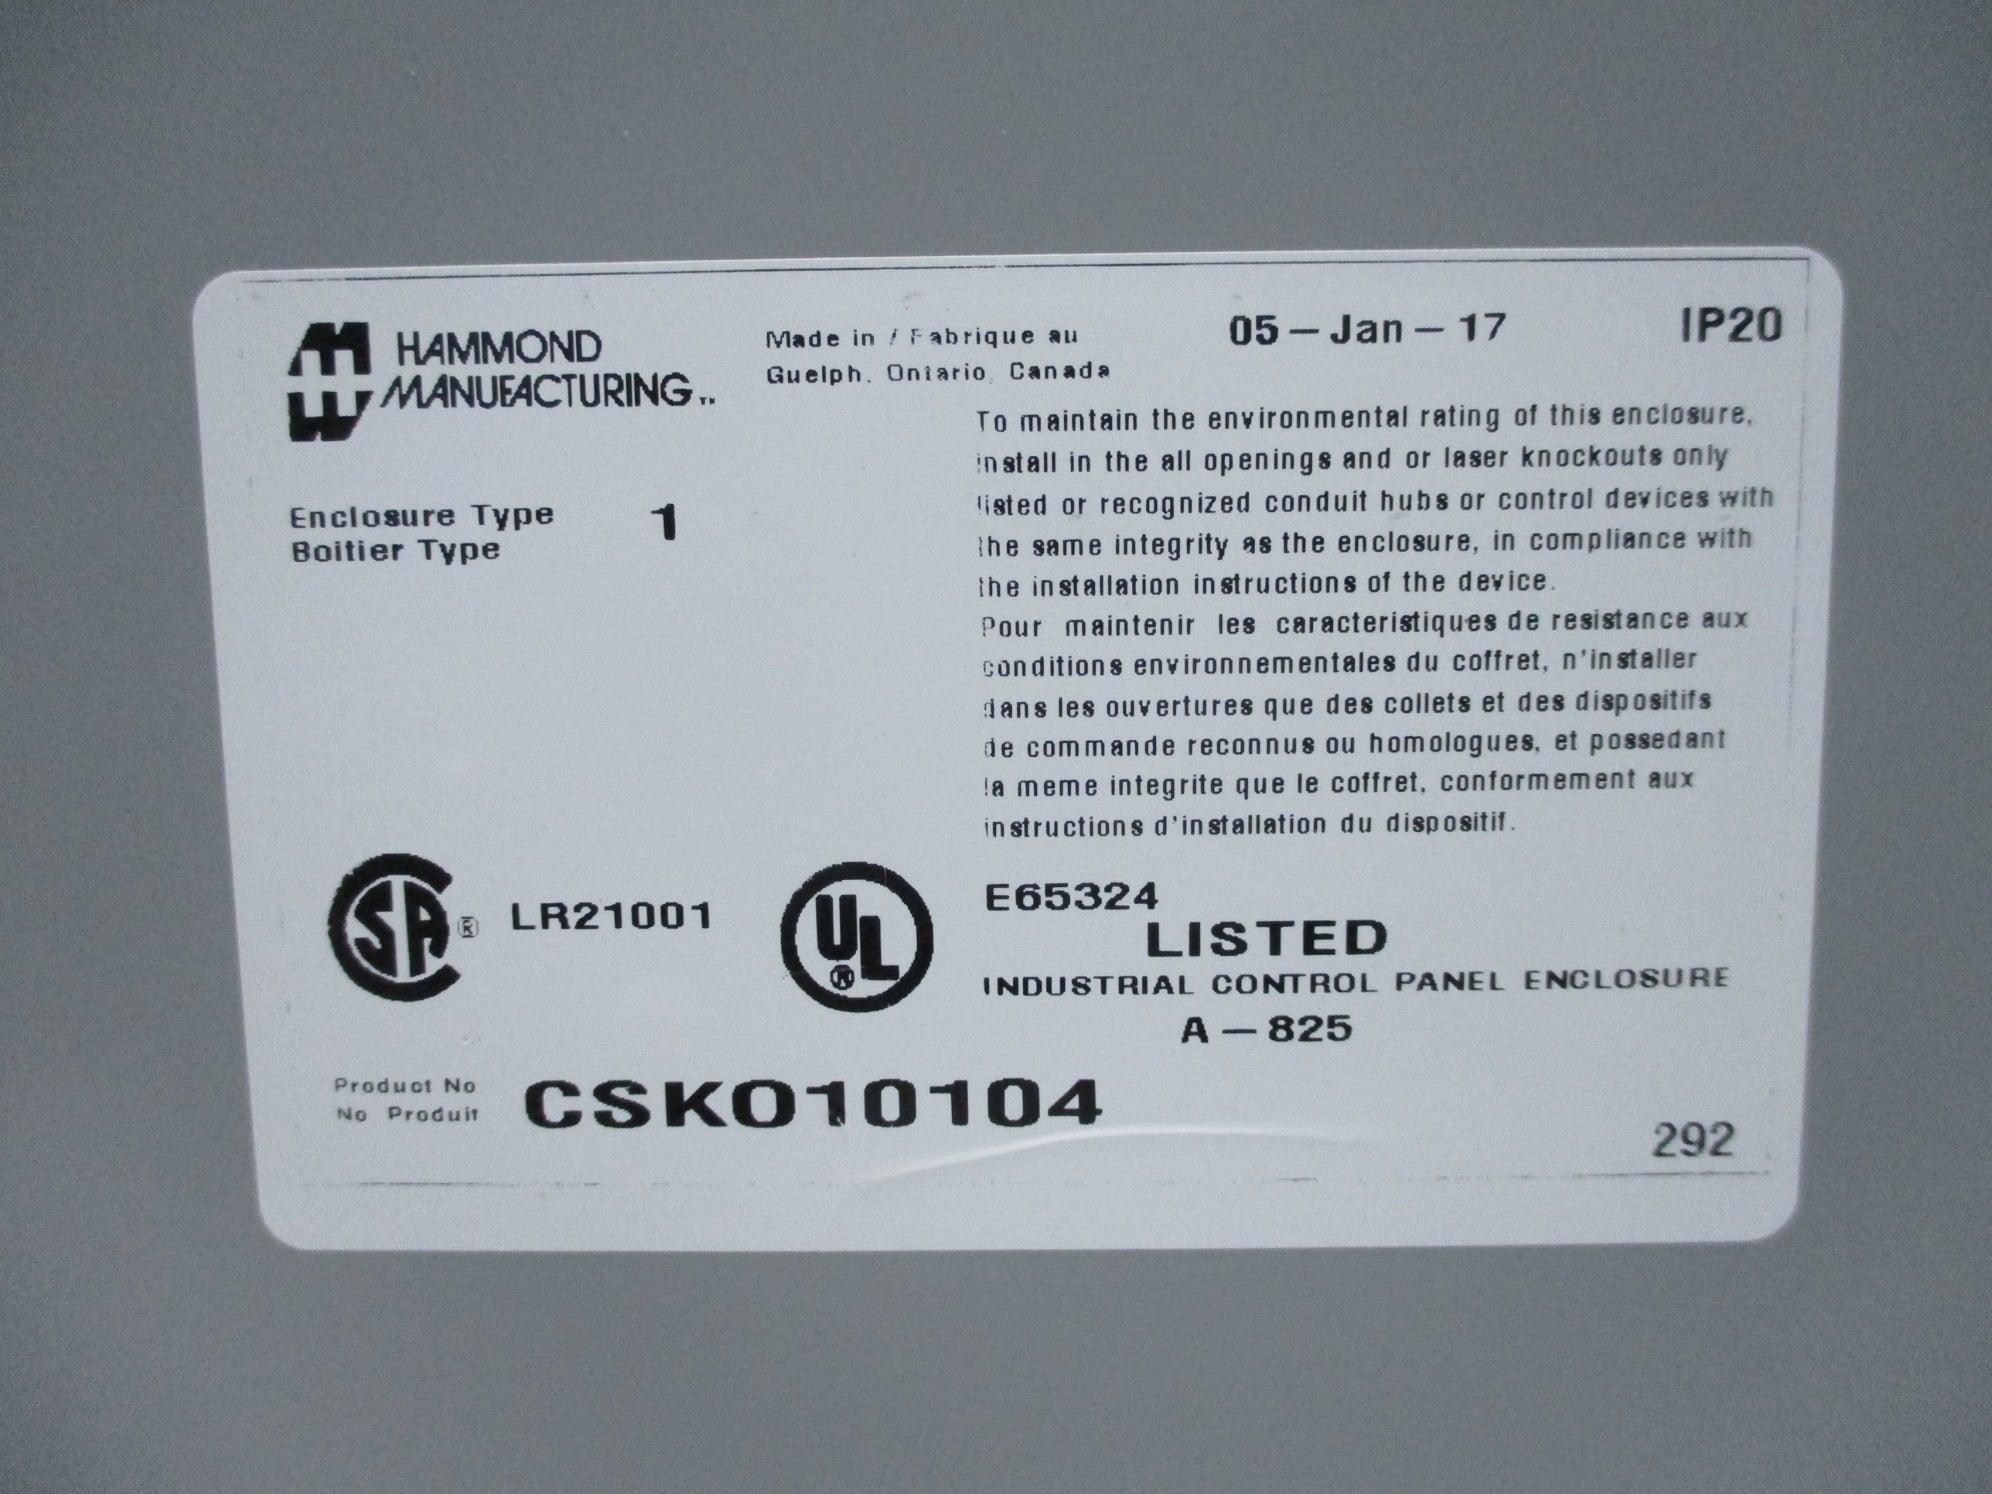 HAMMOND
MANUFACTURING™
Made in / Fabrique au
Guelph, Ontario, Canada
05-Jan-17
IP20
Enclosure Type 1
Boitier Type
To maintain the environmental rating of this enclosure,
install in the all openings and or laser knockouts only
listed or recognized conduit hubs or control devices with
the same integrity as the enclosure, in compliance with
the installation instructions of the device.
Pour maintenir les caracteristiques de resistance aux
conditions environnementales du coffret, n'installer
dans les ouvertures que des collets et des dispositifs
de commande reconnus ou homologues, et possedant
la meme integrite que le coffret, conformement aux
instructions d'installation du dispositif.
CSA ® LR21001
UL ®
E65324
LISTED
INDUSTRIAL CONTROL PANEL ENCLOSURE
A-825
Product No
No Produit
CSKO10104
292